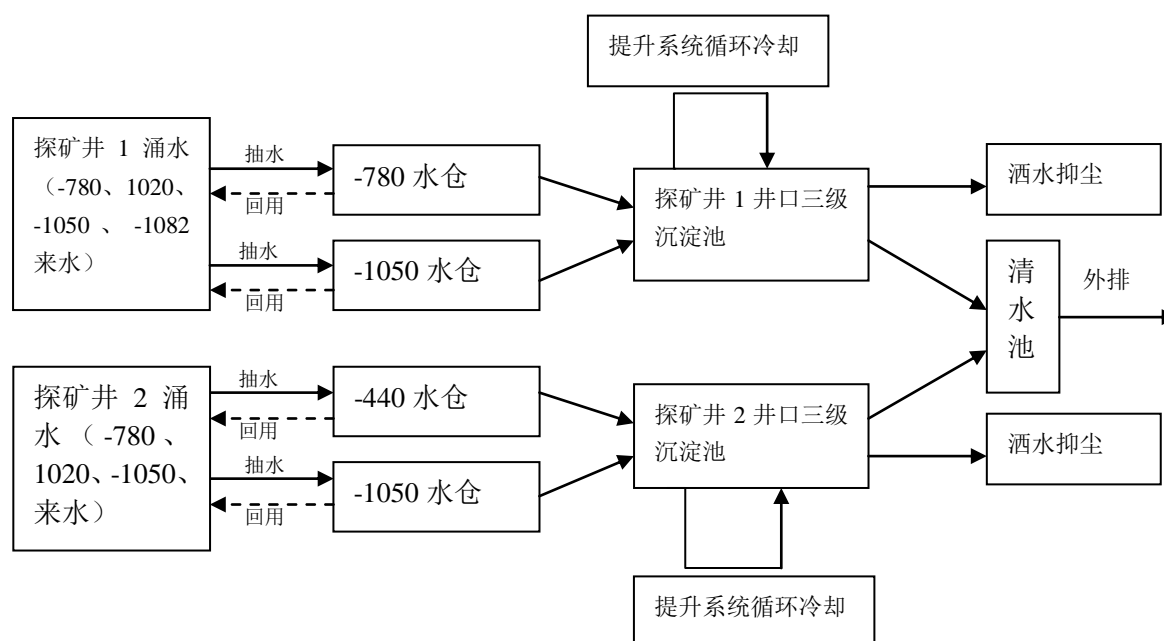 提升系统循环冷却
探矿井 1 涌水
（-780、1020、
-1050 、 -1082
来水）
抽水
回用
抽水
回用
-780 水仓
-1050 水仓
探矿井 1 井口三级
沉淀池
洒水抑尘
清
水
池
外排
探矿井 2 涌
水（ -780 、
1020、-1050、
来水）
抽水
回用
抽水
回用
-440 水仓
-1050 水仓
探矿井 2 井口三级
沉淀池
洒水抑尘
提升系统循环冷却